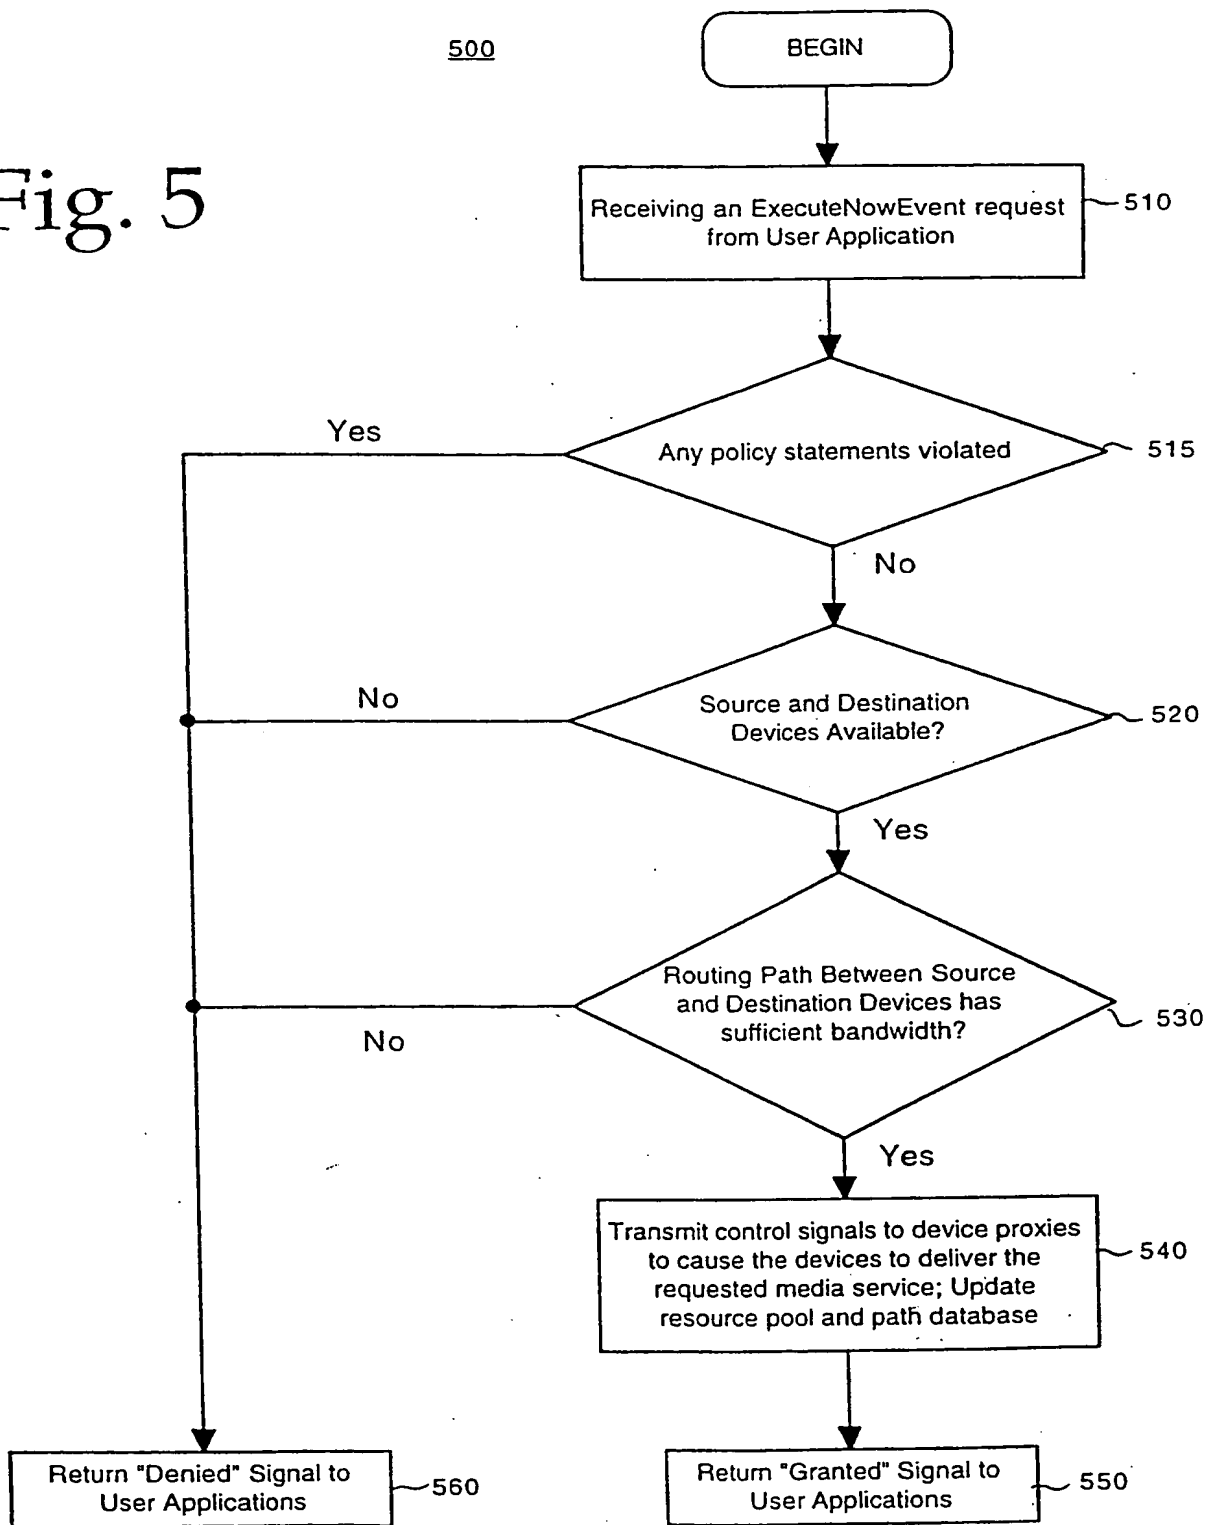 500
BEGIN
Fig. 5
Receiving an ExecuteNowEvent request
from User Application
510
Yes
Any policy statements violated
515
No
No
Source and Destination
Devices Available?
520
Yes
Routing Path Between Source
and Destination Devices has
sufficient bandwidth?
530
No
Yes
Transmit control signals to device proxies
to cause the devices to deliver the
requested media service; Update
resource pool and path database
540
Return "Denied" Signal to
User Applications
560
Return "Granted" Signal to
User Applications
550